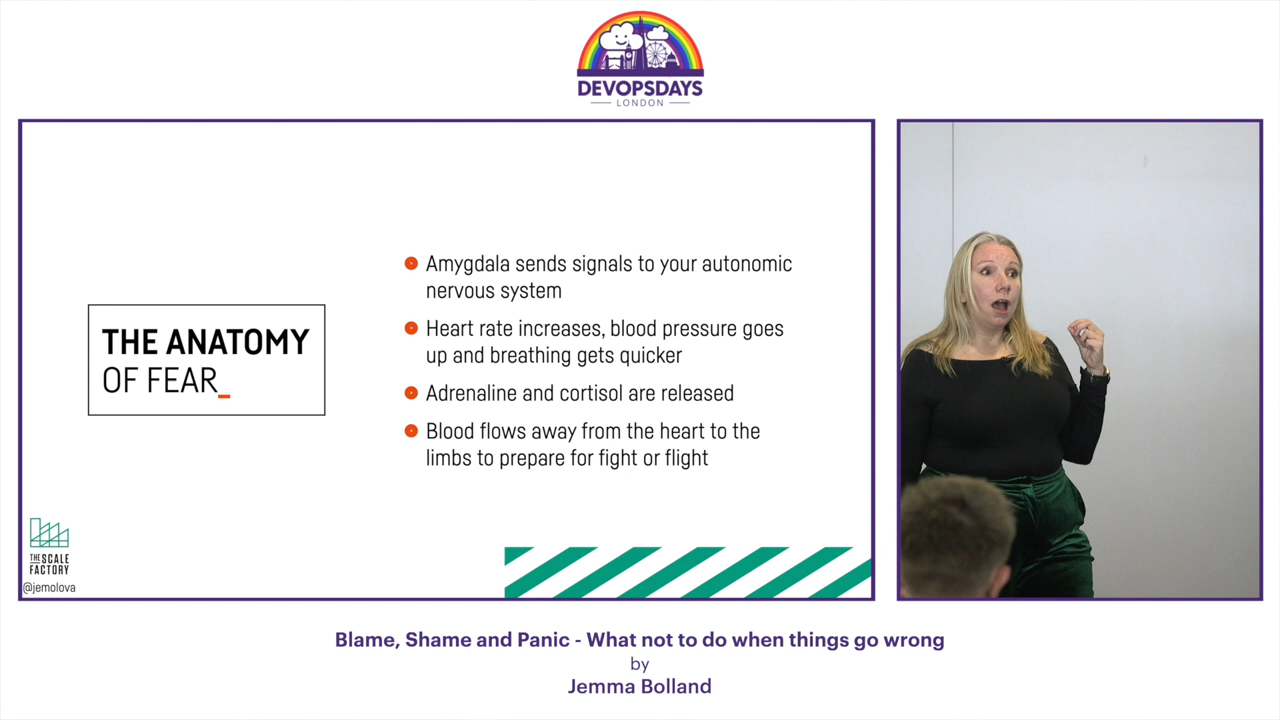 DEVOPSDAYS
LONDON
THE ANATOMY
OF FEAR_
Amygdala sends signals to your autonomic
nervous system
Heart rate increases, blood pressure goes
up and breathing gets quicker
Adrenaline and cortisol are released
Blood flows away from the heart to the
limbs to prepare for fight or flight
THE SCALE
FACTORY
@jemolova
Blame, Shame and Panic - What not to do when things go wrong
by
Jemma Bolland